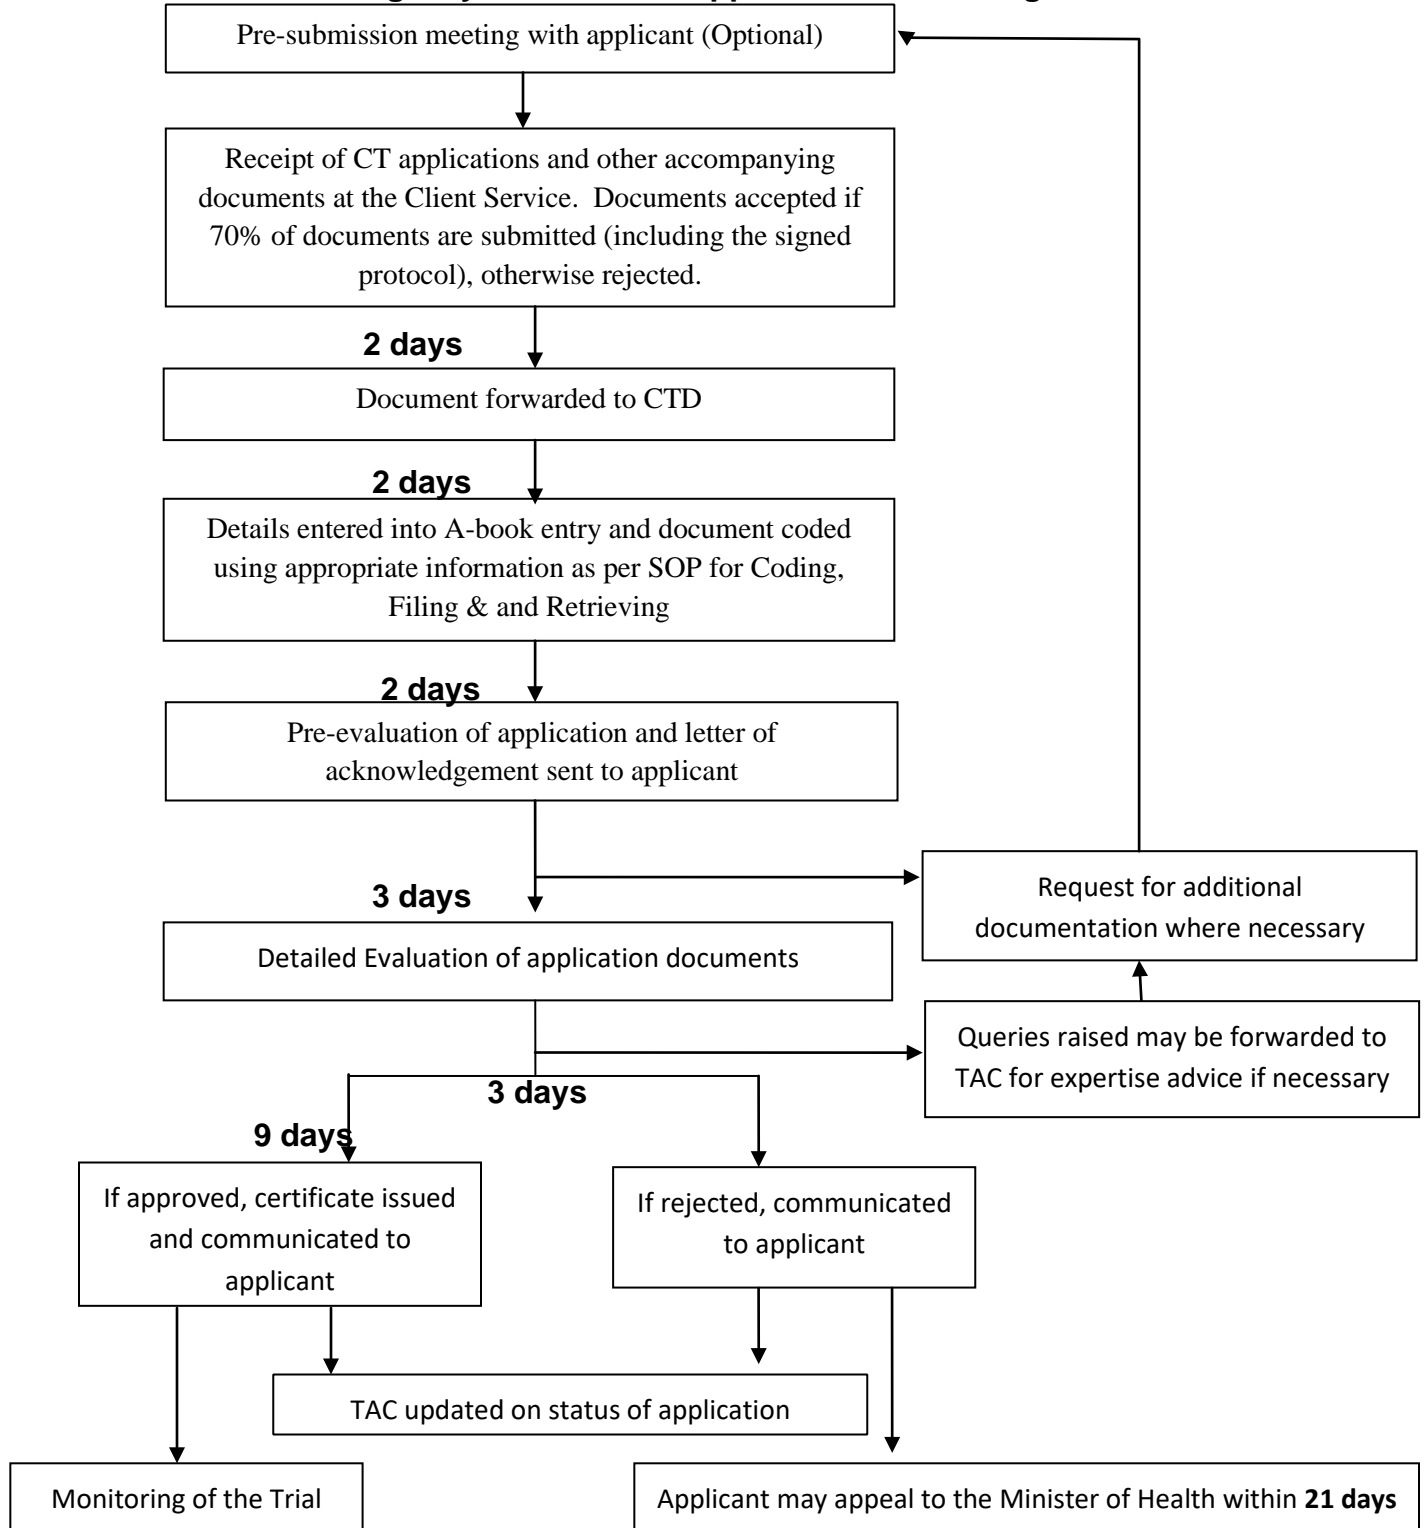 Pre-submission meeting with applicant (Optional)
Receipt of CT applications and other accompanying
documents at the Client Service.  Documents accepted if
70% of documents are submitted (including the signed
protocol), otherwise rejected.
2 days
Document forwarded to CTD
2 days
Details entered into A-book entry and document coded
using appropriate information as per SOP for Coding,
Filing & and Retrieving
2 days
Pre-evaluation of application and letter of
acknowledgement sent to applicant
Request for additional
documentation where necessary
3 days
Detailed Evaluation of application documents
Queries raised may be forwarded to
TAC for expertise advice if necessary
3 days
9 days
If approved, certificate issued
and communicated to
applicant
If rejected, communicated
to applicant
TAC updated on status of application
Monitoring of the Trial
Applicant may appeal to the Minister of Health within 21 days